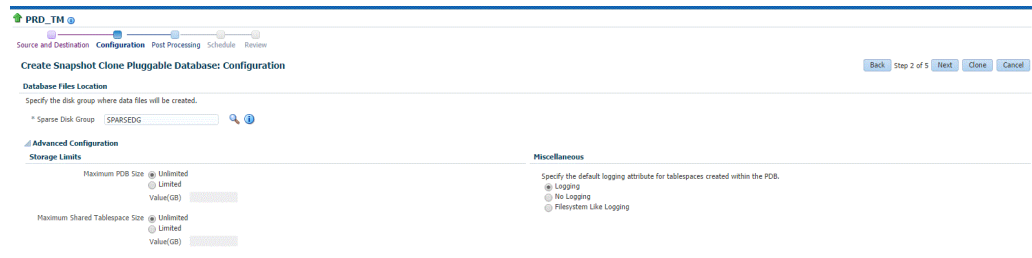 PRD_TM
Source and Destination Configuration Post Processing Schedule Review
Create Snapshot Clone Pluggable Database: Configuration
Back Step 2 of 5 Next Clone Cancel
Database Files Location
Specify the disk group where data files will be created.
* Sparse Disk Group SPARSEDG
Advanced Configuration
Storage Limits
Maximum PDB Size Unlimited
Limited
Value(GB)
Maximum Shared Tablespace Size Unlimited
Limited
Value(GB)
Miscellaneous
Specify the default logging attribute for tablespaces created within the PDB.
Logging
No Logging
Filesystem Like Logging